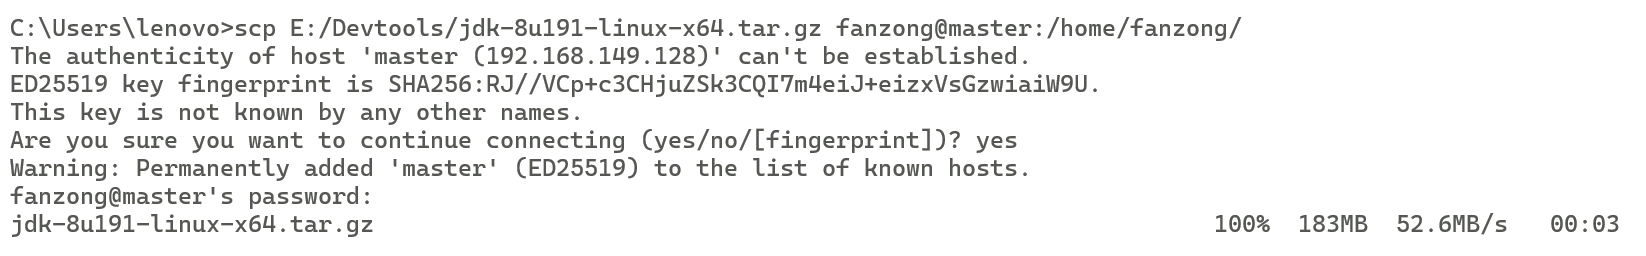 C:\Users\lenovo>scp E:/Devtools/jdk-8u191-linux-x64.tar.gz fanzong@master:/home/fanzong/
The authenticity of host 'master (192.168.149.128)' can't be established.
ED25519 key fingerprint is SHA256:RJ//VCp+c3CHjuZSk3CQI7m4eiJ+eizxVsGzwiaiW9U.
This key is not known by any other names.
Are you sure you want to continue connecting (yes/no/[fingerprint])? yes
Warning: Permanently added 'master' (ED25519) to the list of known hosts.
fanzong@master's password:
jdk-8u191-linux-x64.tar.gz 100% 183MB 52.6MB/s 00:03